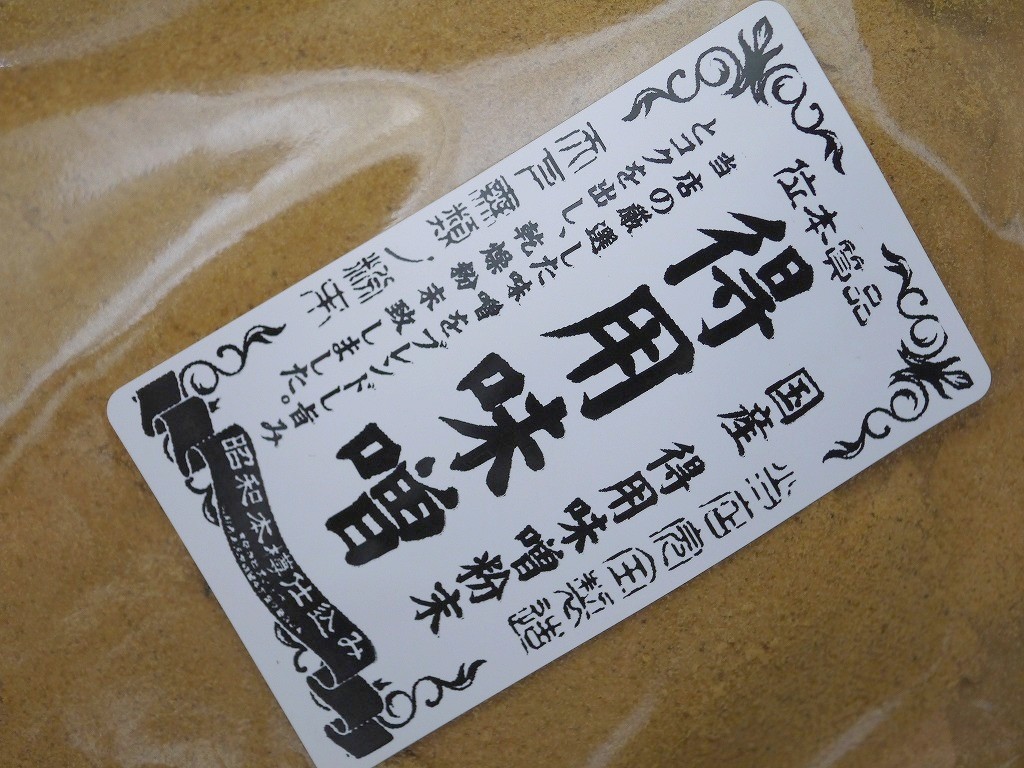 国産 得用味噌粉末
得用味噌
当店の厳選した味噌をブレンドし旨み
とコクを出し、乾燥粉末致しました。
昭和木樽仕込み